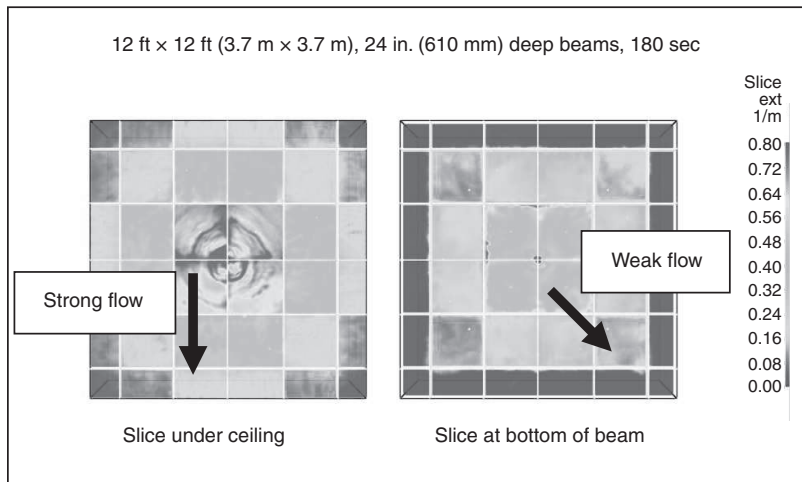 12 ft × 12 ft (3.7 m × 3.7 m), 24 in. (610 mm) deep beams, 180 sec
Slice
ext
1/m
0.80
0.72
0.64
0.56
0.48
0.40
0.32
0.24
0.16
0.08
0.00
Strong flow
Weak flow
Slice under ceiling
Slice at bottom of beam